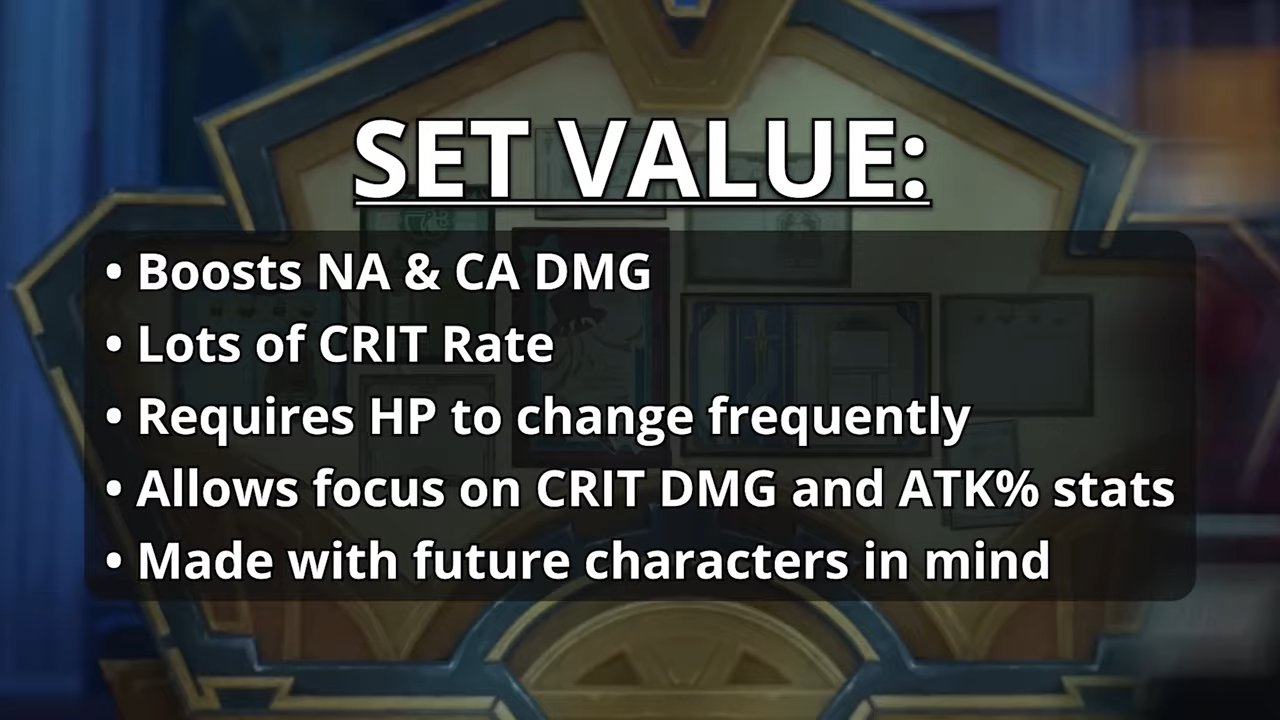 SET VALUE:
• Boosts NA & CA DMG
• Lots of CRIT Rate
• Requires HP to change frequently
• Allows focus on CRIT DMG and ATK% stats
• Made with future characters in mind